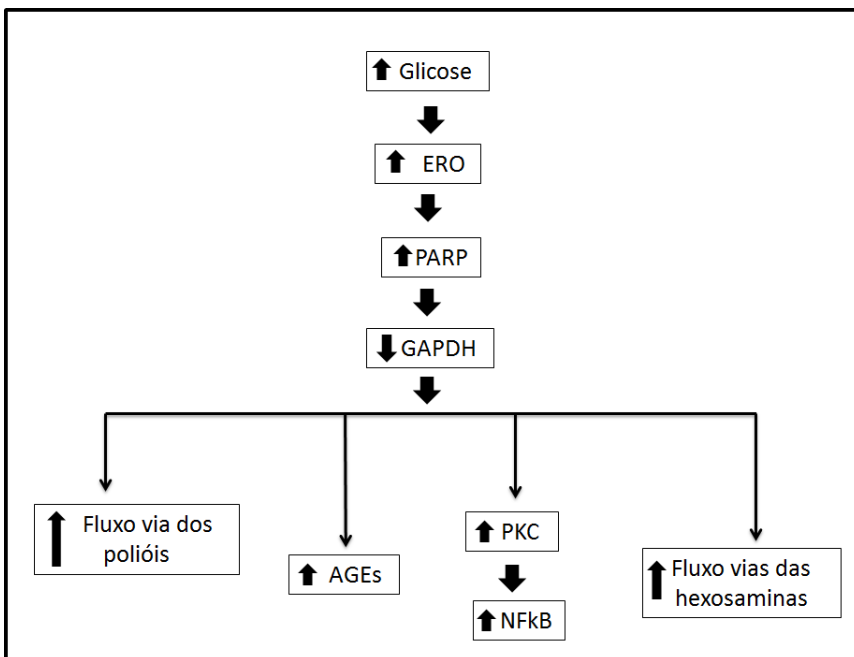 Glicose
ERO
PARP
GAPDH
Fluxo via dos
polióis
AGEs
PKC
NFkB
Fluxo vias das
hexosaminas